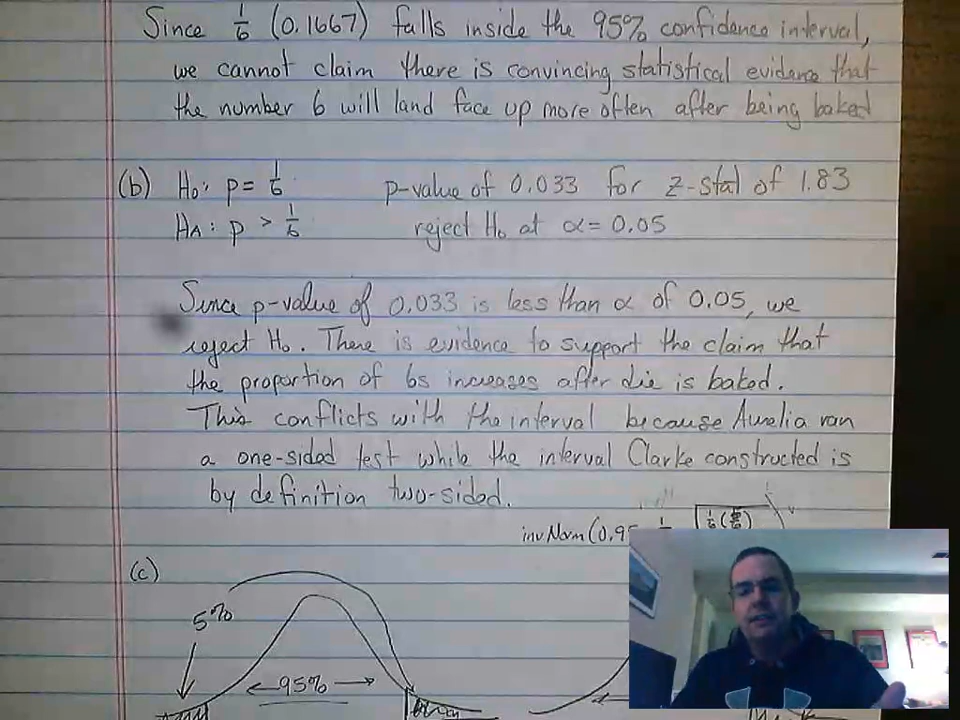 Since 1/6 (0.1667) falls inside the 95% confidence interval,
we cannot claim there is convincing statistical evidence that
the number 6 will land face up more often after being baked
(b) H₀: p = 1/6 p-value of 0.033 for z-stat of 1.83
Hᴀ: p > 1/6 reject H₀ at α = 0.05
Since p-value of 0.033 is less than α of 0.05, we
reject H₀. There is evidence to support the claim that
the proportion of 6s increases after die is baked.
This conflicts with the interval because Aurelia ran
a one-sided test while the interval Clarke constructed is
by definition two-sided.
invNorm(0.95
(c)
5%
95%